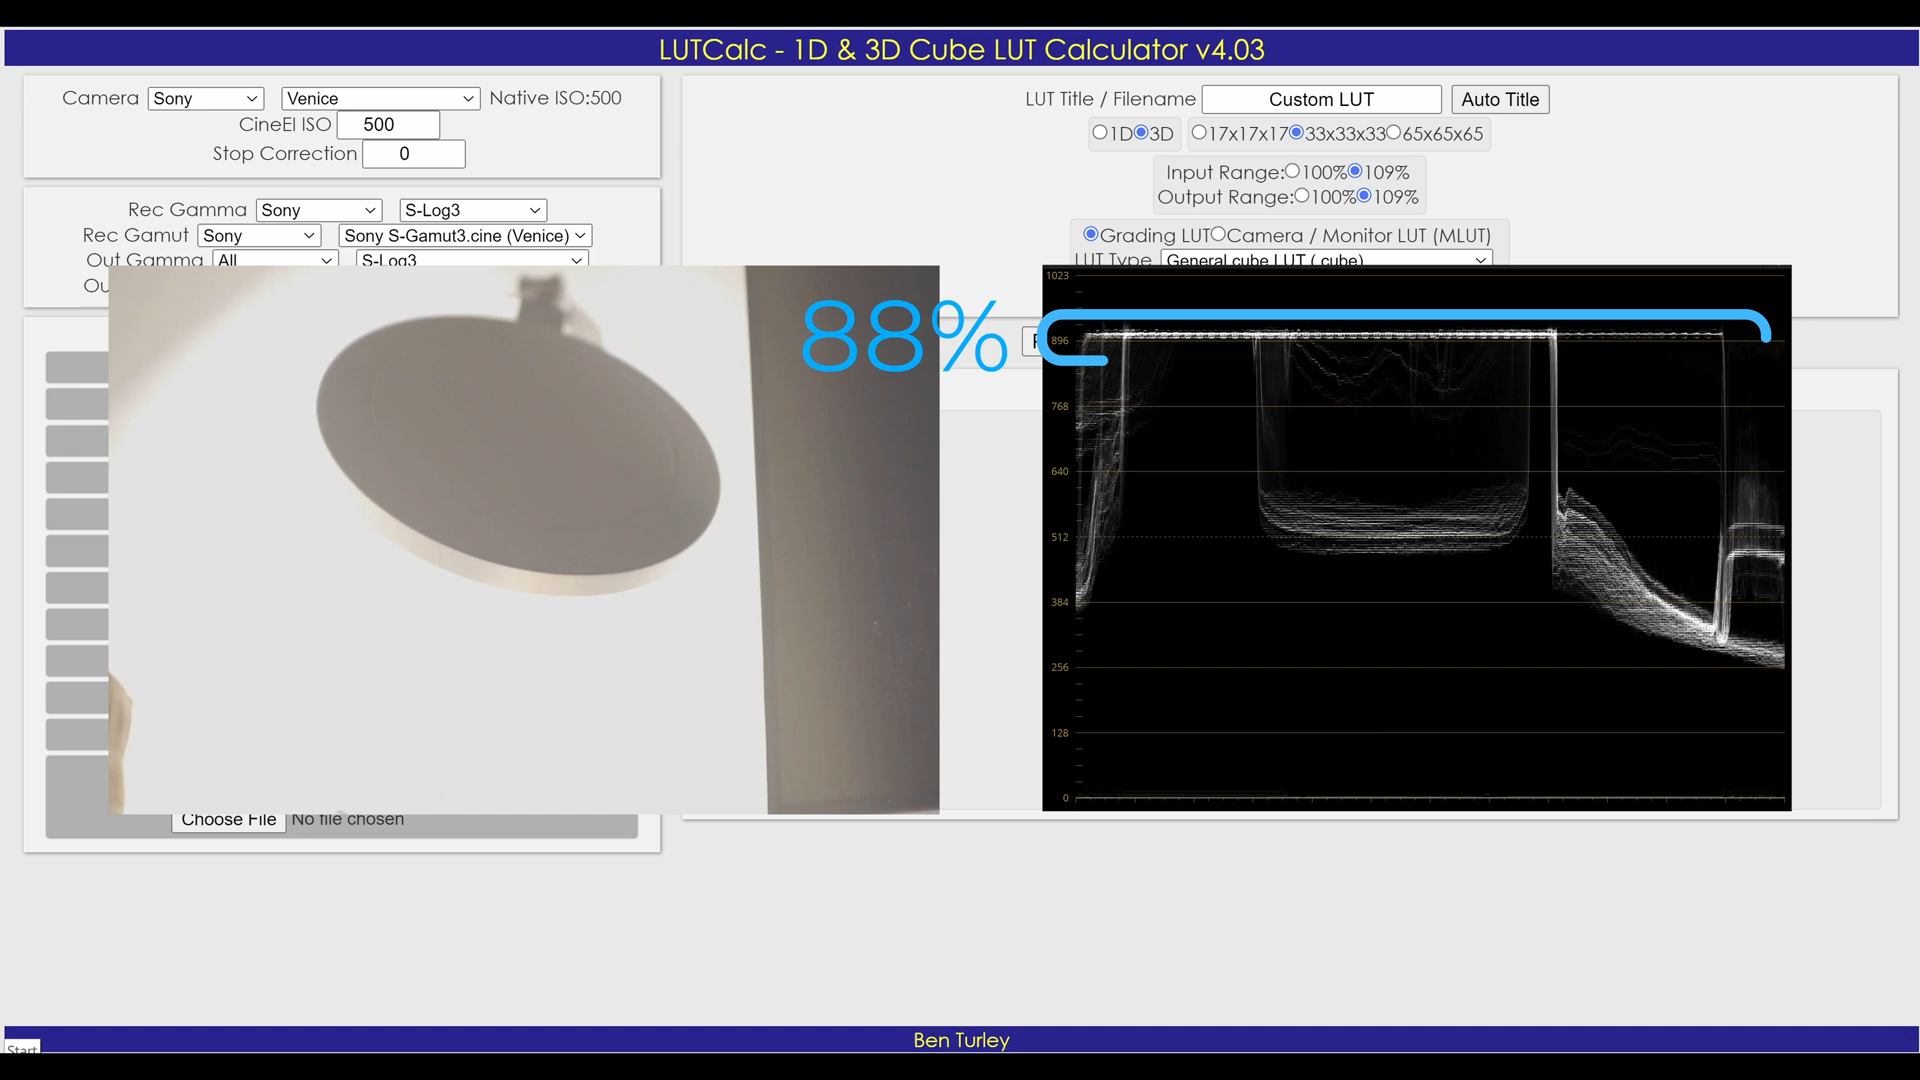 LUTCalc - 1D & 3D Cube LUT Calculator v4.03
Camera Sony Venice Native ISO:500
CineEI ISO 500
Stop Correction 0
Rec Gamma Sony S-Log3
Rec Gamut Sony Sony S-Gamut3.cine (Venice)
Out Gamma All S-Log3
Ou
LUT Title / Filename Custom LUT Auto Title
1D 3D 17x17x17 33x33x33 65x65x65
Input Range: 100% 109%
Output Range: 100% 109%
Grading LUT Camera / Monitor LUT (MLUT)
LUT Type General cube LUT (.cube)
88%
1023
896
768
640
512
384
256
128
0
Choose File No file chosen
Ben Turley
Start